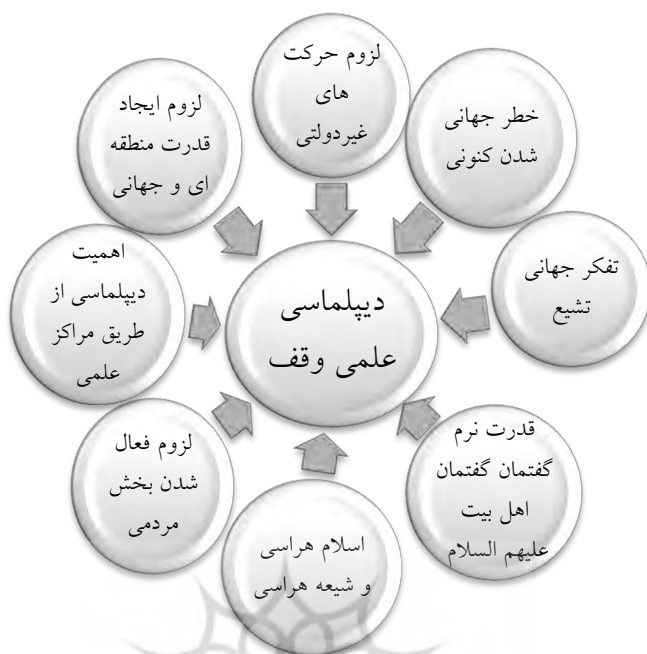 لزوم حرکت
های
غیردولتی
خطر جهانی
شدن کنونی
تفکر جهانی
تشیع
قدرت نرم
گفتمان گفتمان
اهل بیت
علیهم السلام
اسلام هراسی
و شیعه هراسی
لزوم فعال
شدن بخش
مردمی
اهمیت
دیپلماسی از
طریق مراکز
علمی
لزوم ایجاد
قدرت منطقه
ای و جهانی
دیپلماسی
علمی وقف